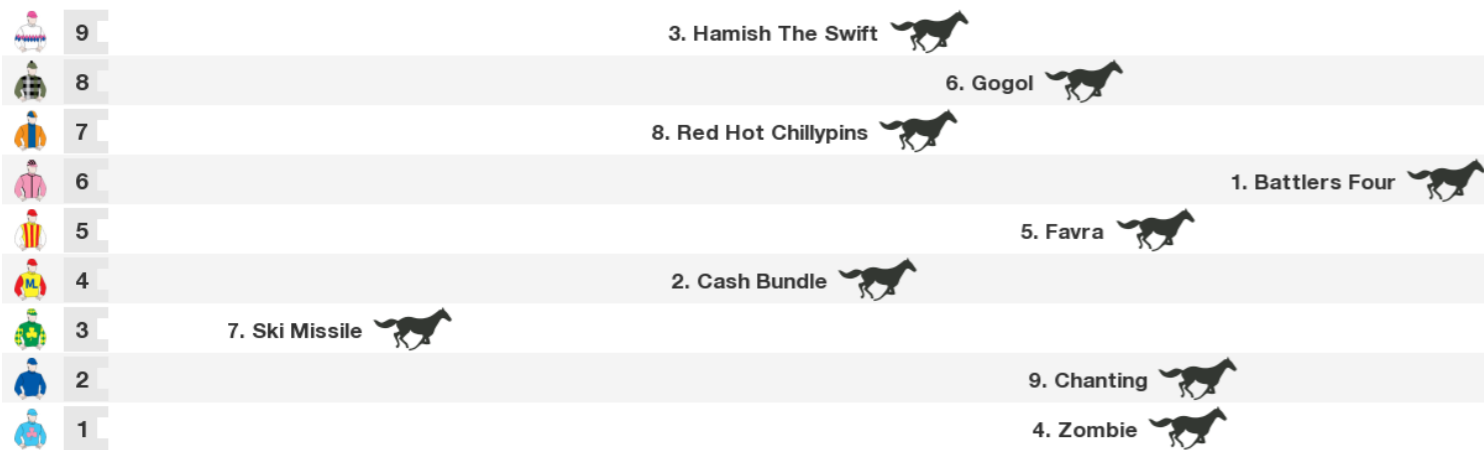 9 3. Hamish The Swift
8 6. Gogol
7 8. Red Hot Chillypins
6 1. Battlers Four
5 5. Favra
4 2. Cash Bundle
ML
3 7. Ski Missile
2 9. Chanting
1 4. Zombie